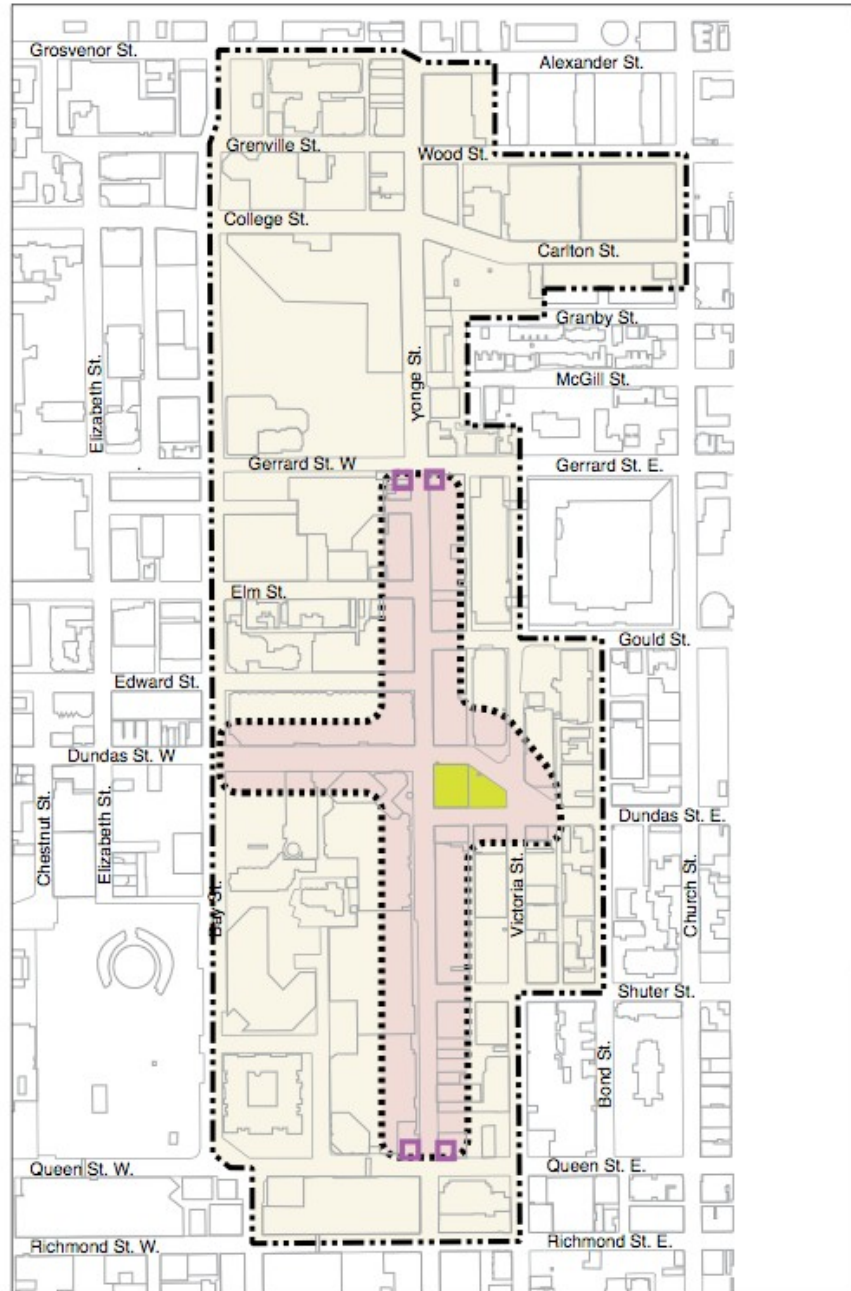 Grosvenor St.
Alexander St.
Grenville St.
Wood St.
College St.
Carlton St.
Granby St.
Elizabeth St.
Yonge St.
McGill St.
Gerrard St. W
Gerrard St. E.
Elm St.
Gould St.
Edward St.
Dundas St. W
Dundas St. E.
Chestnut St.
Elizabeth St.
Bay St.
Victoria St.
Church St.
Shuter St.
Bond St.
Queen St. W.
Queen St. E.
Richmond St. W.
Richmond St. E.